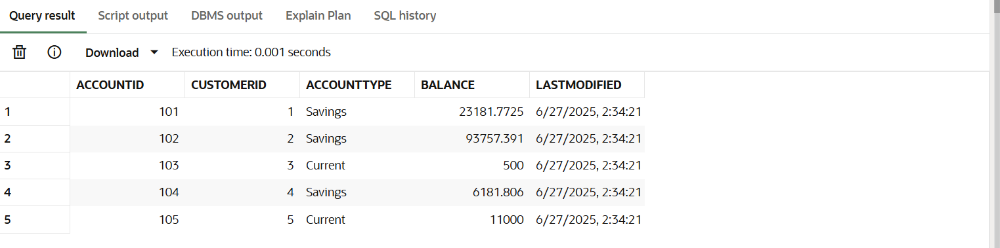 Query result Script output DBMS output Explain Plan SQL history
Download Execution time: 0.001 seconds
ACCOUNTID CUSTOMERID ACCOUNTTYPE BALANCE LASTMODIFIED
1 101 1 Savings 23181.7725 6/27/2025, 2:34:21
2 102 2 Savings 93757.391 6/27/2025, 2:34:21
3 103 3 Current 500 6/27/2025, 2:34:21
4 104 4 Savings 6181.806 6/27/2025, 2:34:21
5 105 5 Current 11000 6/27/2025, 2:34:21